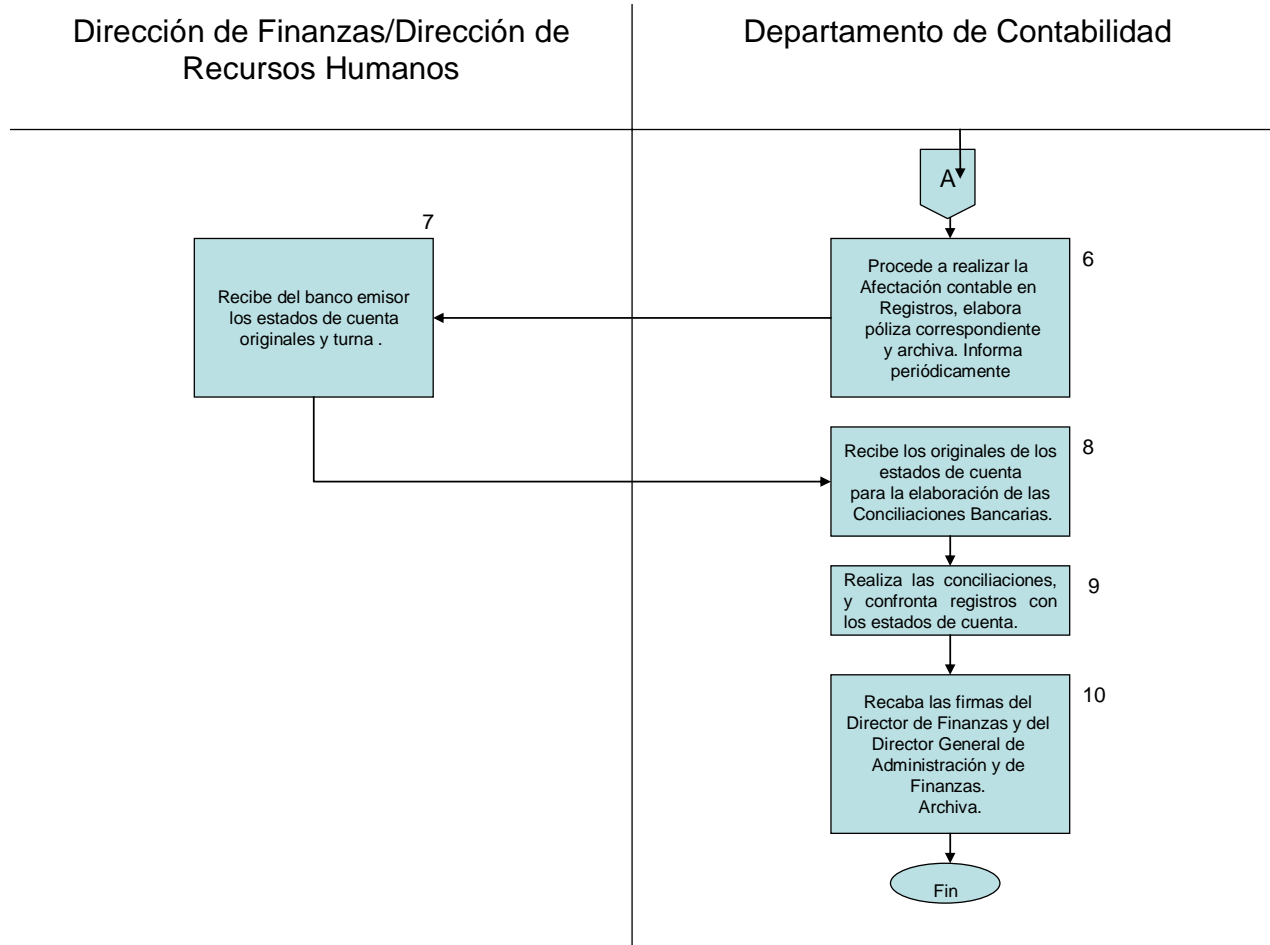 Dirección de Finanzas/Dirección de
Recursos Humanos
Departamento de Contabilidad
A
6
Procede a realizar la
Afectación contable en
Registros, elabora
póliza correspondiente
y archiva. Informa
periódicamente
7
Recibe del banco emisor
los estados de cuenta
originales y turna .
8
Recibe los originales de los
estados de cuenta
para la elaboración de las
Conciliaciones Bancarias.
9
Realiza las conciliaciones,
y confronta registros con
los estados de cuenta.
10
Recaba las firmas del
Director de Finanzas y del
Director General de
Administración y de
Finanzas.
Archiva.
Fin